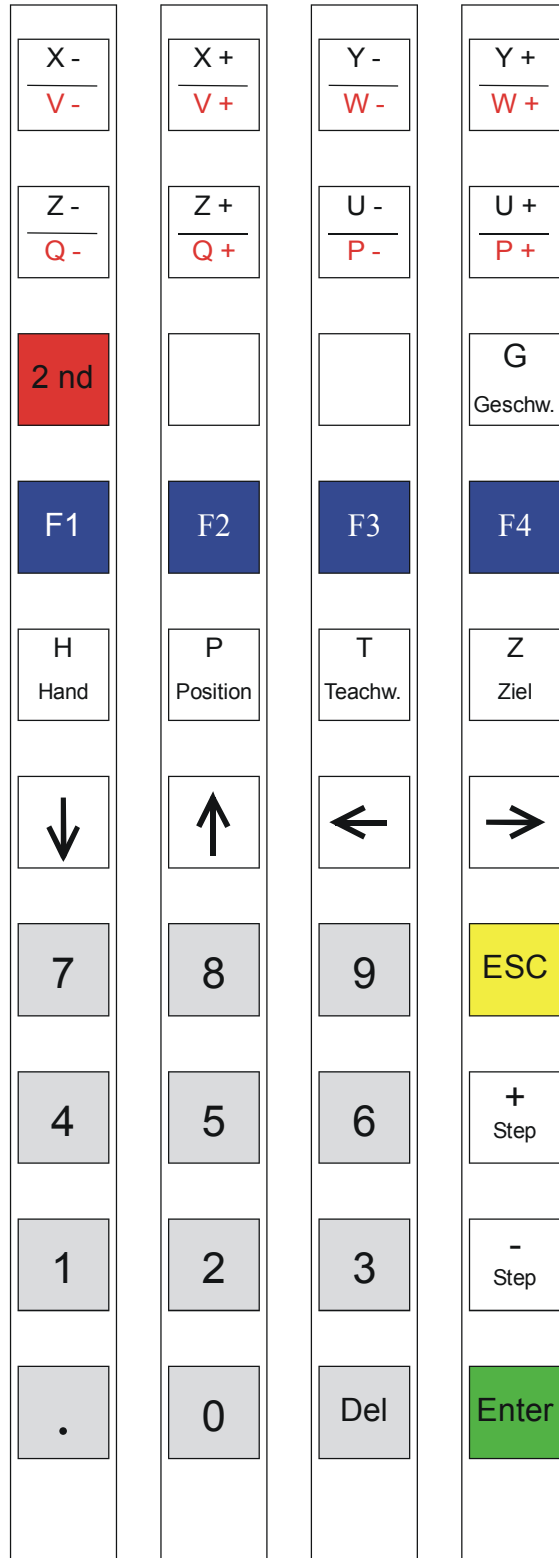 X -
V -
X +
V +
Y -
W -
Y +
W +
Z -
Q -
Z +
Q +
U -
P -
U +
P +
2 nd
G
Geschw.
F1
F2
F3
F4
H
Hand
P
Position
T
Teachw.
Z
Ziel
↓
↑
←
→
7
8
9
ESC
4
5
6
+
Step
1
2
3
-
Step
.
0
Del
Enter